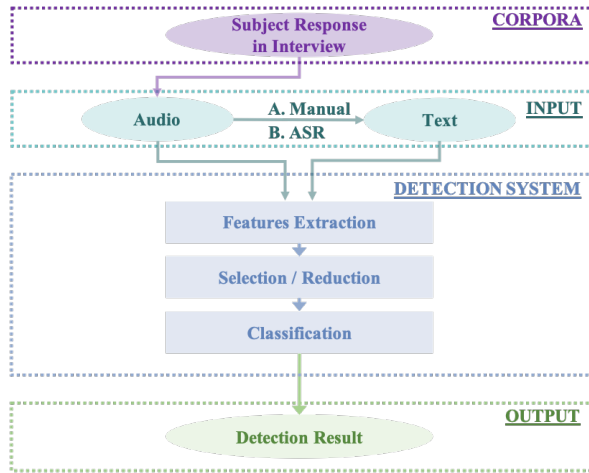 CORPORA
Subject Response
in Interview
INPUT
Audio
A. Manual
B. ASR
Text
DETECTION SYSTEM
Features Extraction
Selection / Reduction
Classification
OUTPUT
Detection Result